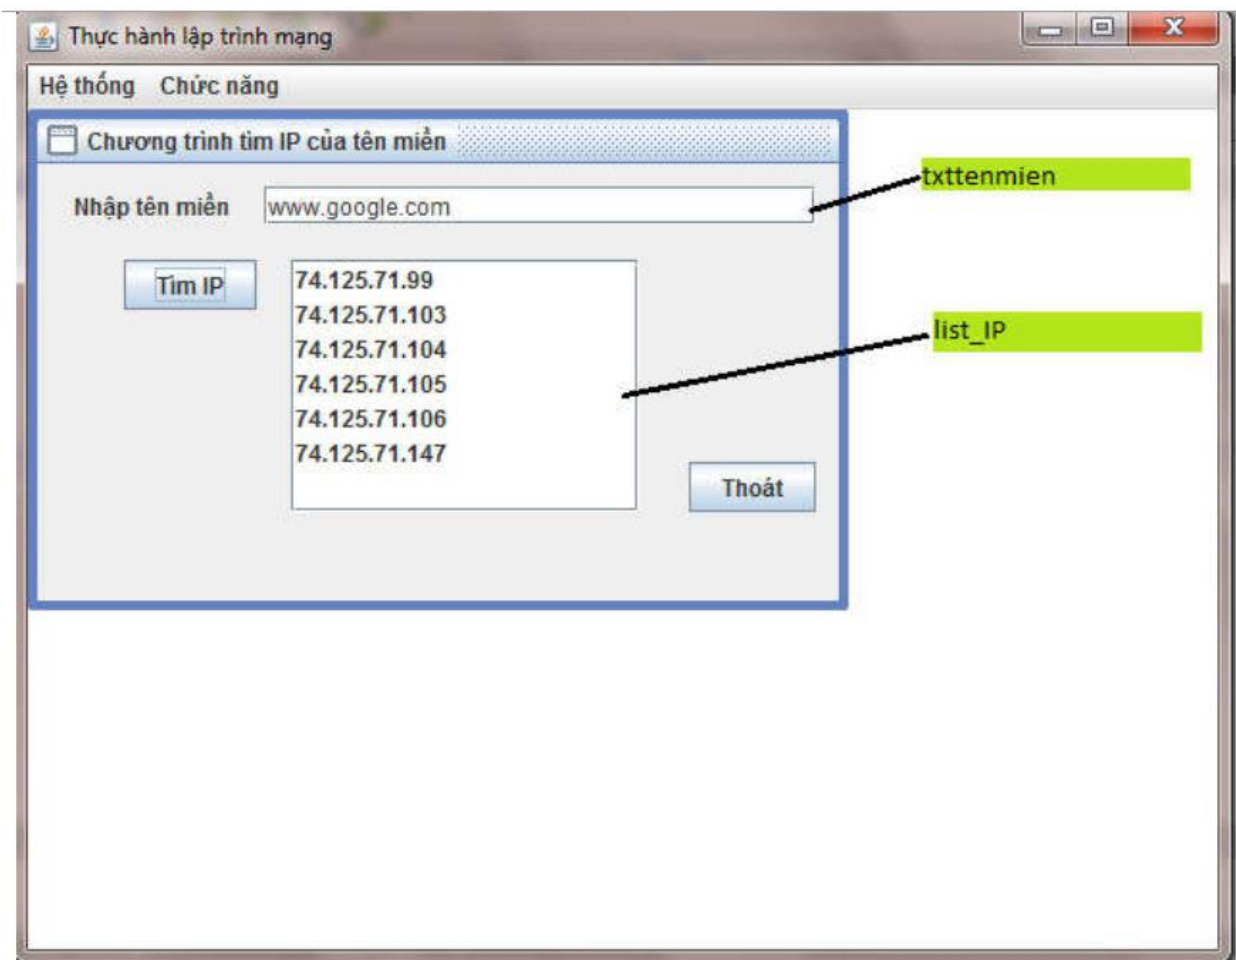 Thực hành lập trình mạng
X
Hệ thống Chức năng
Chương trình tìm IP của tên miền
Nhập tên miền www.google.com
txttenmien
Tìm IP
74.125.71.99
74.125.71.103
74.125.71.104
74.125.71.105
74.125.71.106
74.125.71.147
list_IP
Thoát